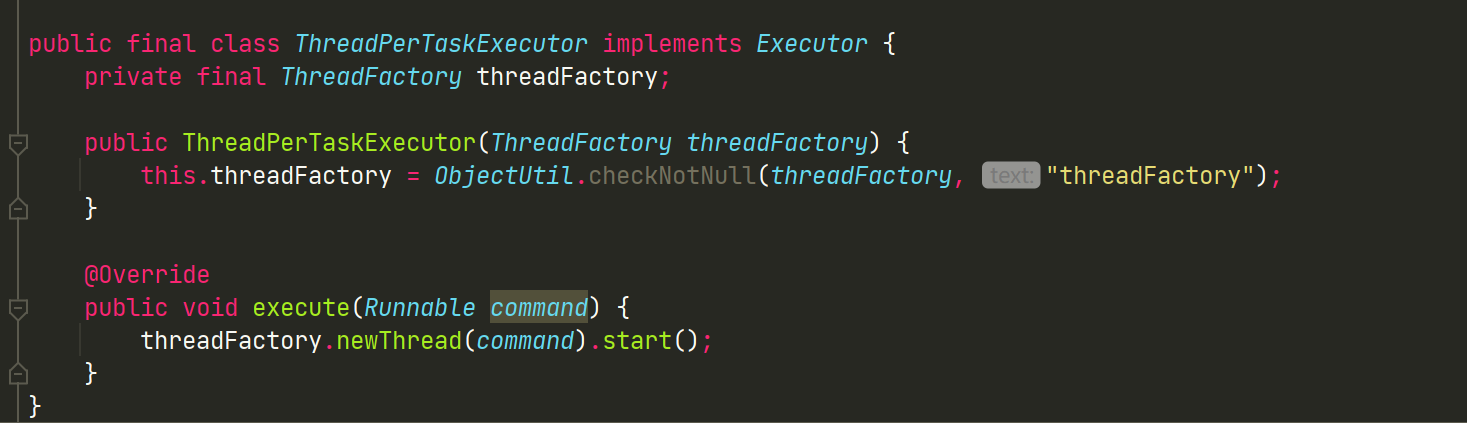 public final class ThreadPerTaskExecutor implements Executor {
    private final ThreadFactory threadFactory;

    public ThreadPerTaskExecutor(ThreadFactory threadFactory) {
        this.threadFactory = ObjectUtil.checkNotNull(threadFactory, text: "threadFactory");
    }

    @Override
    public void execute(Runnable command) {
        threadFactory.newThread(command).start();
    }
}